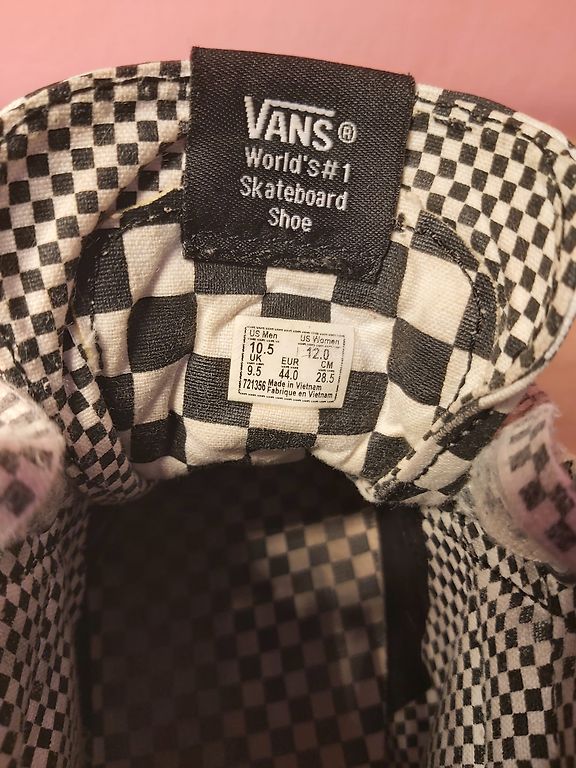 VANS®
World's #1
Skateboard
Shoe
US Men US Women
10.5 12.0
UK EUR CM
9.5 44.0 28.5
721356 Made in Vietnam
Fabrique en Vietnam